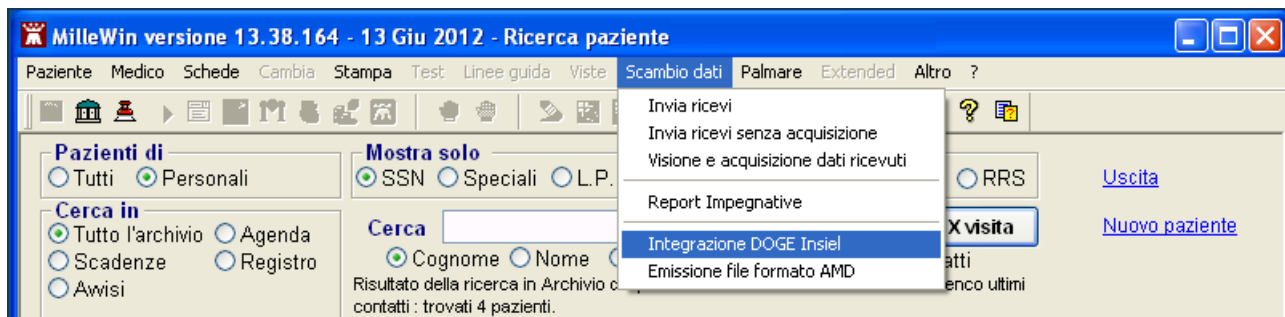 MilleWin versione 13.38.164 - 13 Giu 2012 - Ricerca paziente
Paziente Medico Schede Cambia Stampa Test Linee guida Viste Scambio dati Palmare Extended Altro ?
Invia ricevi
Invia ricevi senza acquisizione
Visione e acquisizione dati ricevuti
Report Impegnative
Integrazione DOGE Insiel
Emissione file formato AMD
Pazienti di
Tutti Personali
Mostra solo
SSN Speciali L.P. RRS
Uscita
Cerca in
Tutto l'archivio Agenda
Scadenze Registro
Avvisi
Cerca X visita
Nuovo paziente
Cognome Nome
Risultato della ricerca in Archivio
contatti : trovati 4 pazienti.
ultimi